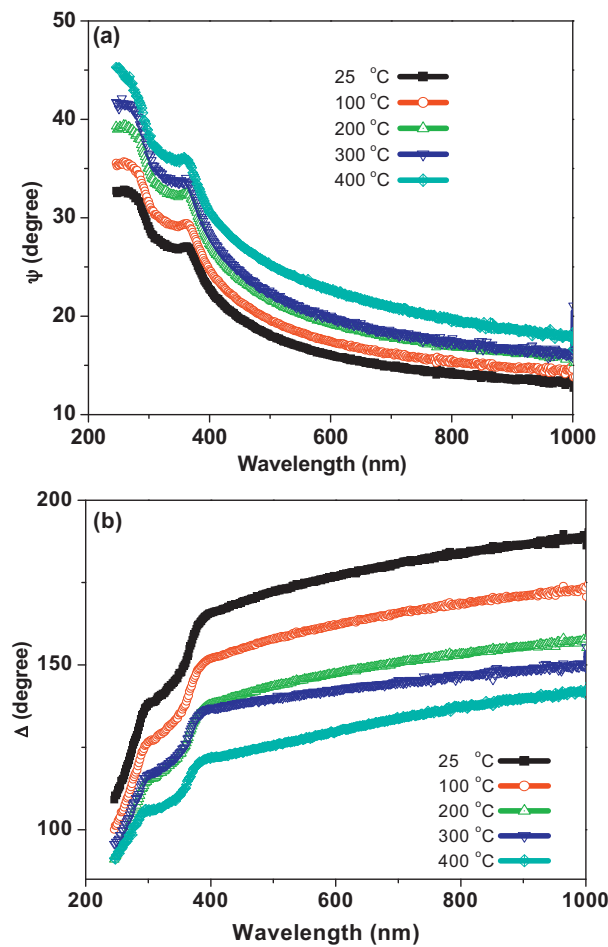 (a)
50
40
30
20
10
ψ (degree)
25 °C
100 °C
200 °C
300 °C
400 °C
200 400 600 800 1000
Wavelength (nm)
(b)
200
150
100
Δ (degree)
25 °C
100 °C
200 °C
300 °C
400 °C
200 400 600 800 1000
Wavelength (nm)